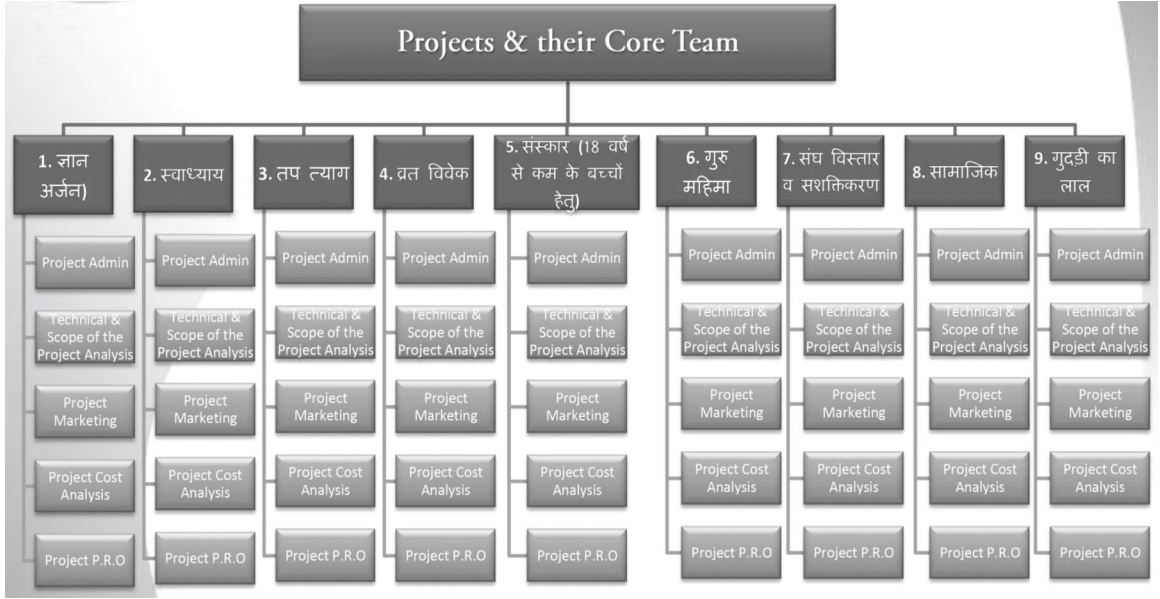 Projects & their Core Team
1. ज्ञान
अर्जन)
Project Admin
Technical &
Scope of the
Project Analysis
Project
Marketing
Project Cost
Analysis
Project P.R.O
2. स्वाध्याय
Project Admin
Technical &
Scope of the
Project Analysis
Project
Marketing
Project Cost
Analysis
Project P.R.O
3. तप त्याग
Project Admin
Technical &
Scope of the
Project Analysis
Project
Marketing
Project Cost
Analysis
Project P.R.O
4. व्रत विवेक
Project Admin
Technical &
Scope of the
Project Analysis
Project
Marketing
Project Cost
Analysis
Project P.R.O
5. संस्कार (18 वर्ष
से कम के बच्चों
हेतु)
Project Admin
Technical &
Scope of the
Project Analysis
Project
Marketing
Project Cost
Analysis
Project P.R.O
6. गुरु
महिमा
Project Admin
Technical &
Scope of the
Project Analysis
Project
Marketing
Project Cost
Analysis
Project P.R.O
7. संघ विस्तार
व सशक्तिकरण
Project Admin
Technical &
Scope of the
Project Analysis
Project
Marketing
Project Cost
Analysis
Project P.R.O
8. सामाजिक
Project Admin
Technical &
Scope of the
Project Analysis
Project
Marketing
Project Cost
Analysis
Project P.R.O
9. गुदड़ी का
लाल
Project Admin
Technical &
Scope of the
Project Analysis
Project
Marketing
Project Cost
Analysis
Project P.R.O